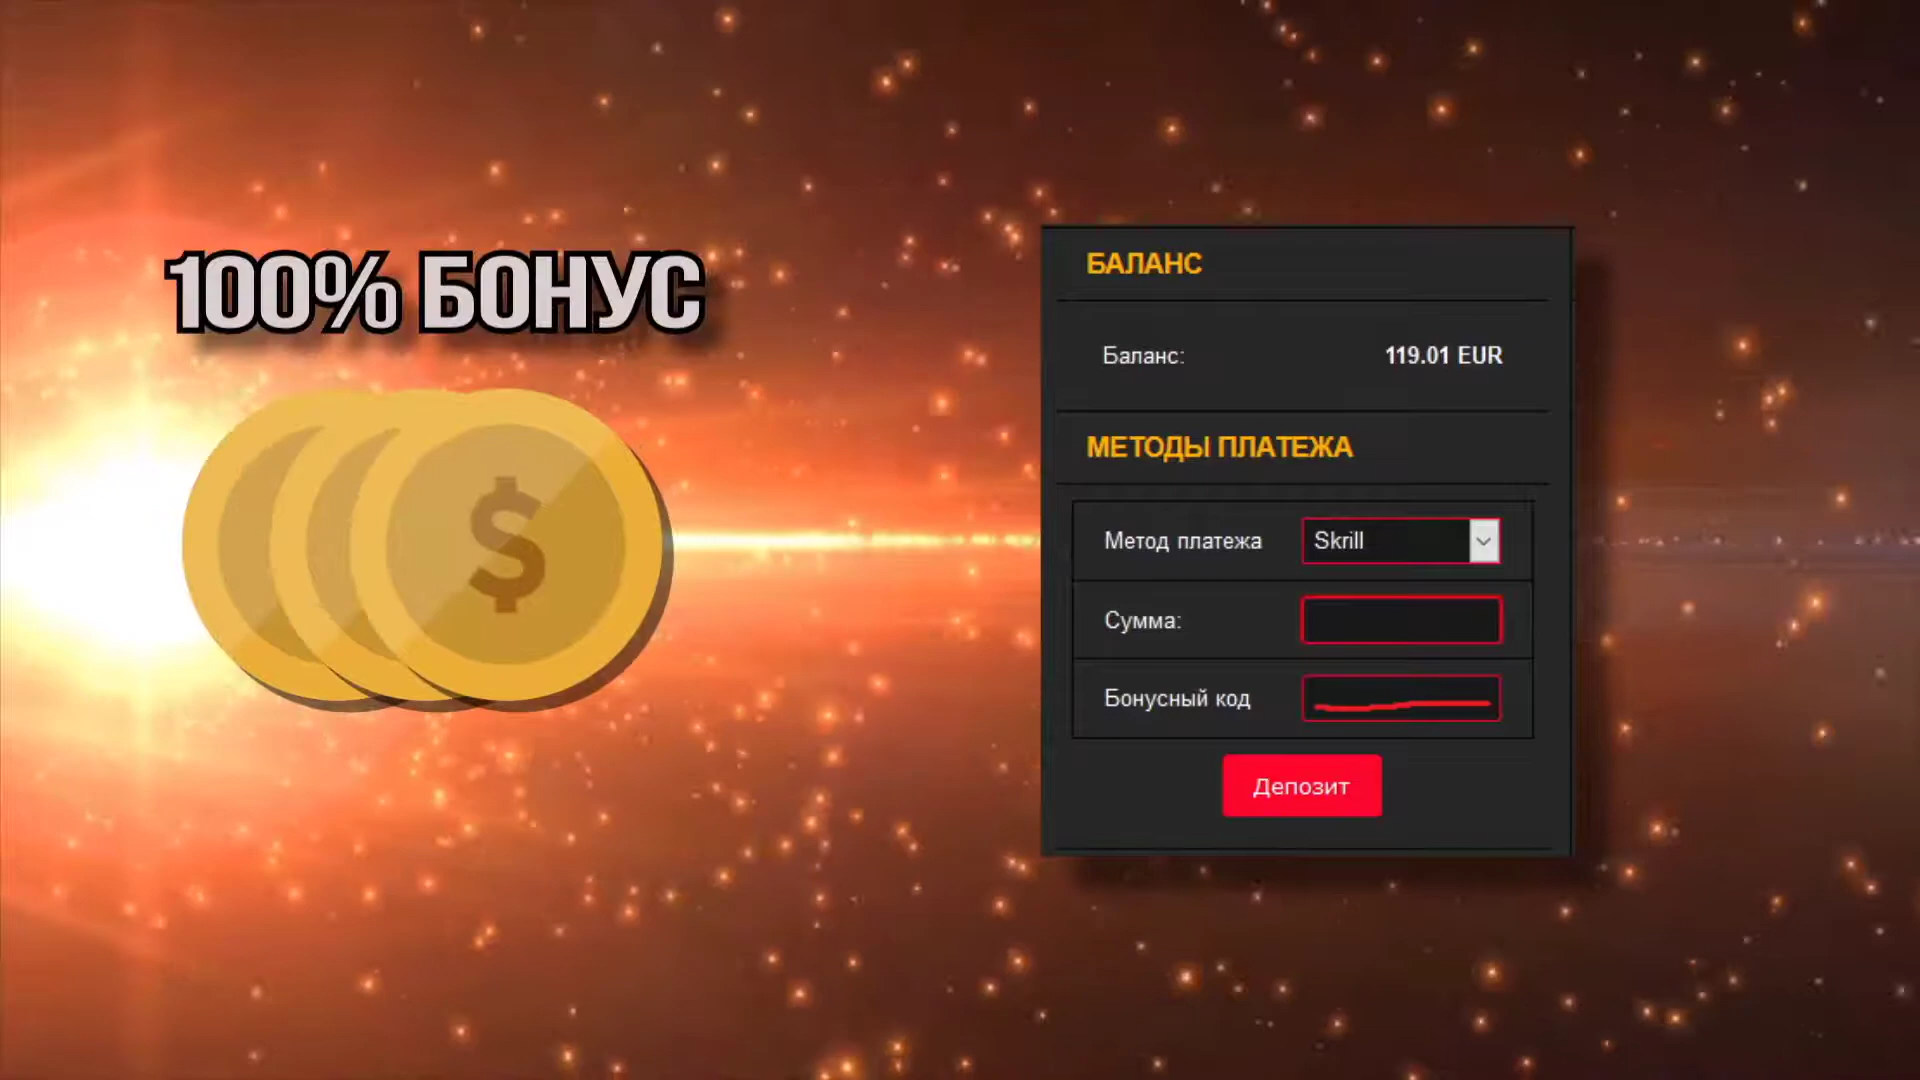 100% БОНУС
$
БАЛАНС
Баланс: 119.01 EUR
МЕТОДЫ ПЛАТЕЖА
Метод платежа Skrill
Сумма:
Бонусный код
Депозит